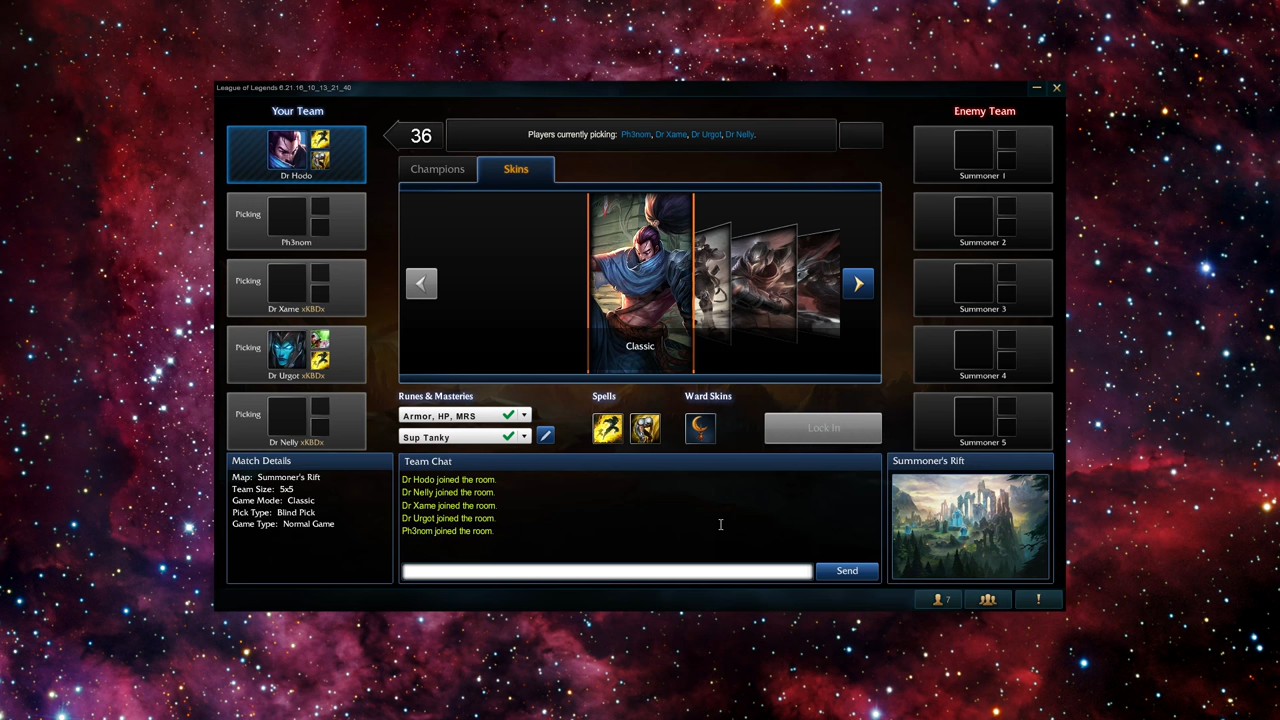 League of Legends 6.21.16_10_13_21_40
Your Team
Enemy Team
36
Players currently picking: Ph3nom, Dr Xame, Dr Urgot, Dr Nelly.
Champions
Skins
Dr Hodo
Picking
Ph3nom
Picking
Dr Xame xKBDx
Picking
Dr Urgot xKBDx
Picking
Dr Nelly xKBDx
Classic
Summoner 1
Summoner 2
Summoner 3
Summoner 4
Summoner 5
Runes & Masteries
Spells
Ward Skins
Armor, HP, MRS
Sup Tanky
Lock In
Match Details
Map: Summoner's Rift
Team Size: 5x5
Game Mode: Classic
Pick Type: Blind Pick
Game Type: Normal Game
Team Chat
Dr Hodo joined the room.
Dr Nelly joined the room.
Dr Xame joined the room.
Dr Urgot joined the room.
Ph3nom joined the room.
Send
Summoner's Rift
7